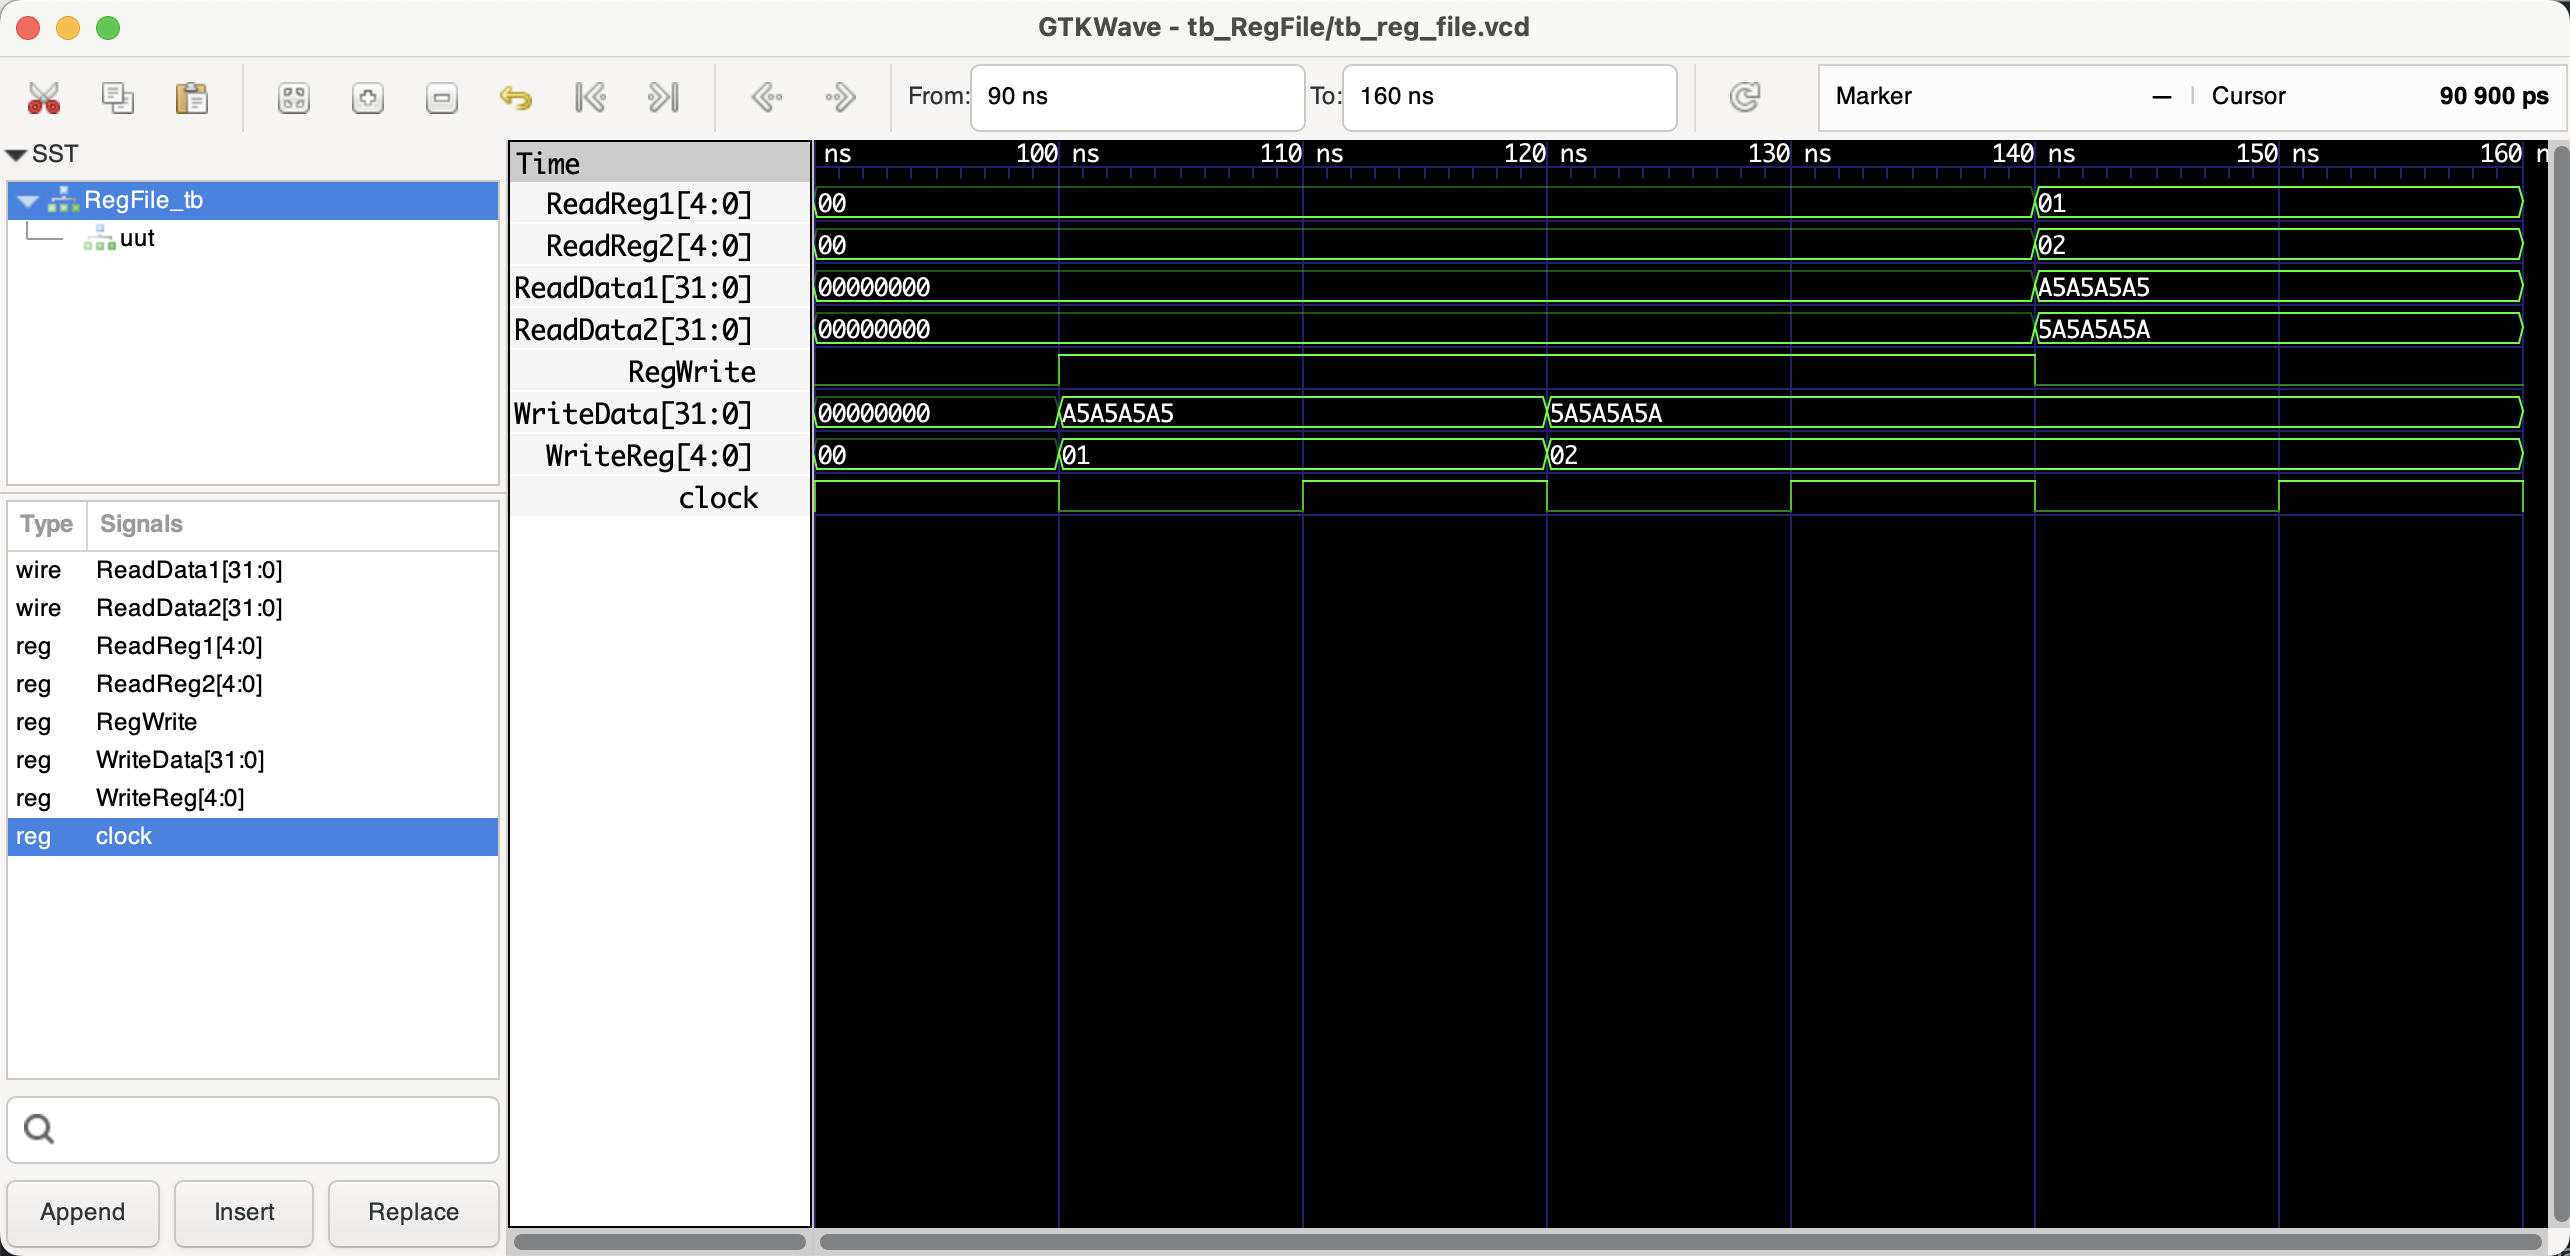 GTKWave - tb_RegFile/tb_reg_file.vcd
From: 90 ns To: 160 ns Marker — | Cursor 90 900 ps
SST
RegFile_tb
uut
Type Signals
wire ReadData1[31:0]
wire ReadData2[31:0]
reg ReadReg1[4:0]
reg ReadReg2[4:0]
reg RegWrite
reg WriteData[31:0]
reg WriteReg[4:0]
reg clock
Append Insert Replace
Time ns 100 ns 110 ns 120 ns 130 ns 140 ns 150 ns 160 n
ReadReg1[4:0] 00 01
ReadReg2[4:0] 00 02
ReadData1[31:0] 00000000 A5A5A5A5
ReadData2[31:0] 00000000 5A5A5A5A
RegWrite
WriteData[31:0] 00000000 A5A5A5A5 5A5A5A5A
WriteReg[4:0] 00 01 02
clock